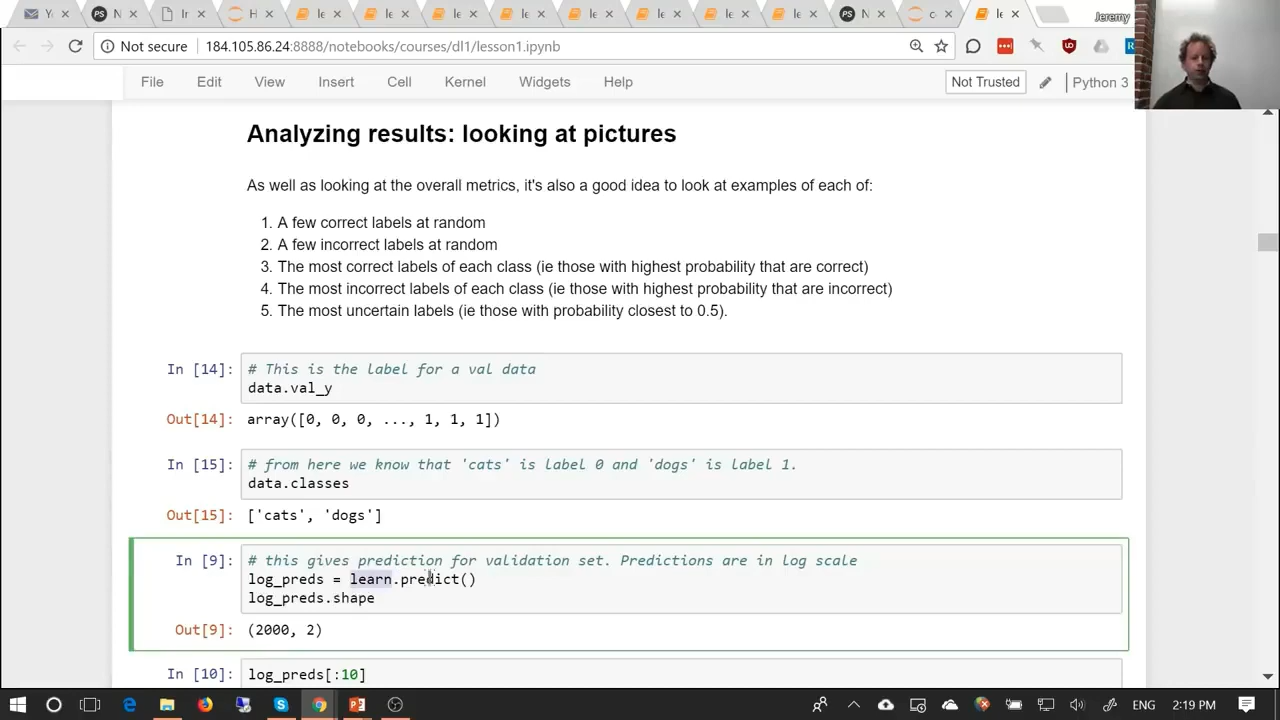 Y
N
In
H
le
le
le
le
le
le
le
Jeremy
Not secure 184.105.86.24:8888/notebooks/courses/dl1/lesson1.ipynb
File Edit View Insert Cell Kernel Widgets Help Not Trusted Python 3
Analyzing results: looking at pictures
As well as looking at the overall metrics, it's also a good idea to look at examples of each of:
1. A few correct labels at random
2. A few incorrect labels at random
3. The most correct labels of each class (ie those with highest probability that are correct)
4. The most incorrect labels of each class (ie those with highest probability that are incorrect)
5. The most uncertain labels (ie those with probability closest to 0.5).
In [14]: # This is the label for a val data
data.val_y
Out[14]: array([0, 0, 0, ..., 1, 1, 1])
In [15]: # from here we know that 'cats' is label 0 and 'dogs' is label 1.
data.classes
Out[15]: ['cats', 'dogs']
In [9]: # this gives prediction for validation set. Predictions are in log scale
log_preds = learn.predict()
log_preds.shape
Out[9]: (2000, 2)
In [10]: log_preds[:10]
ENG 2:19 PM